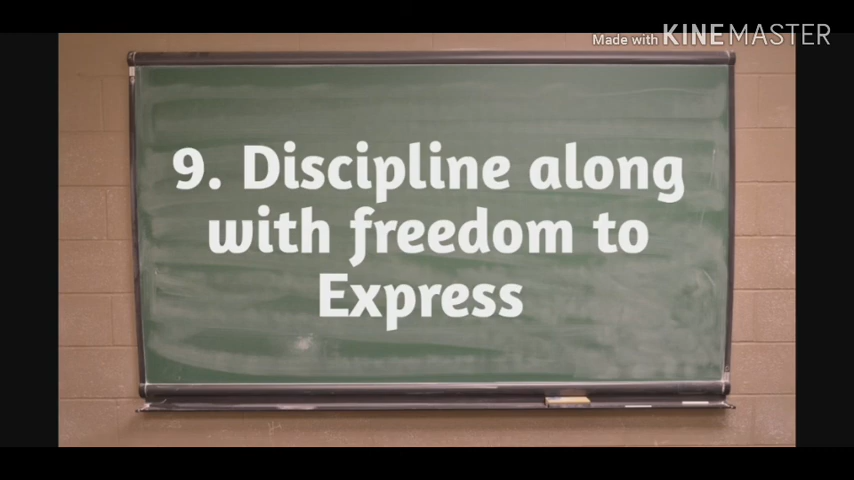 Made with KINEMASTER
9. Discipline along
with freedom to
Express